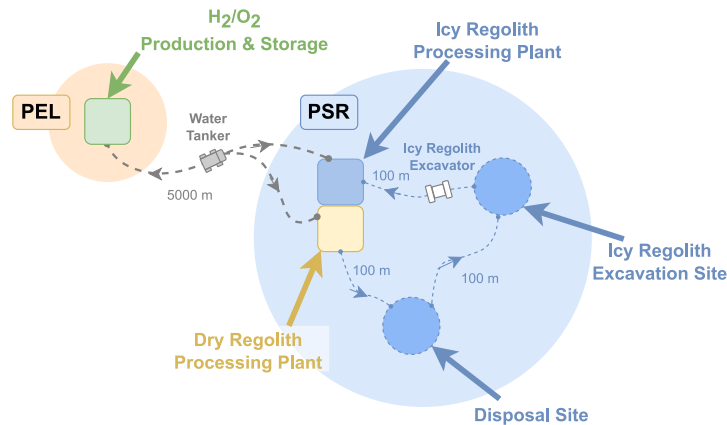 H2/O2
Production & Storage
Icy Regolith
Processing Plant
PEL
PSR
Water
Tanker
Icy Regolith
Excavator
100 m
5000 m
Icy Regolith
Excavation Site
100 m
100 m
Dry Regolith
Processing Plant
Disposal Site